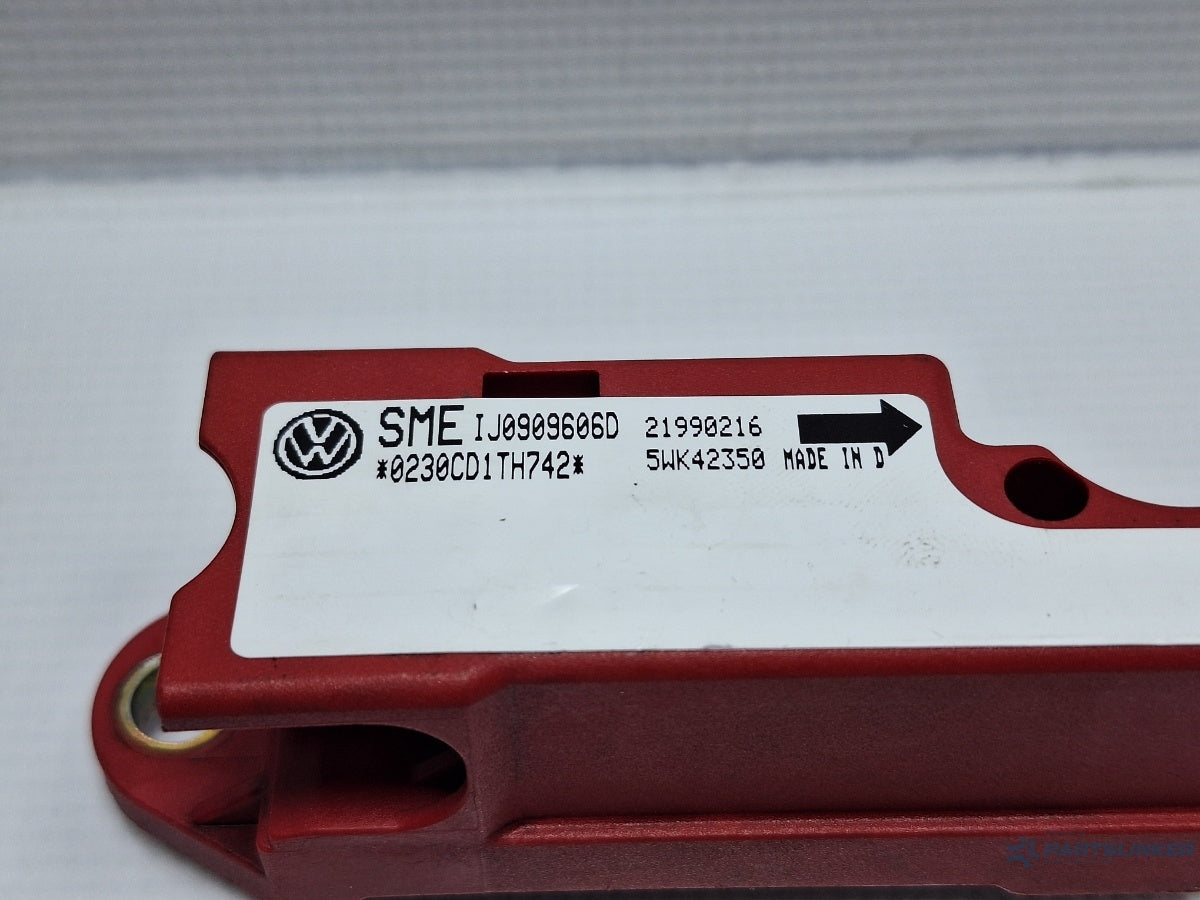 SME IJ0909606D 21990216
*0230CD1TH742* 5WK42350 MADE IN D
PARTSLINKER